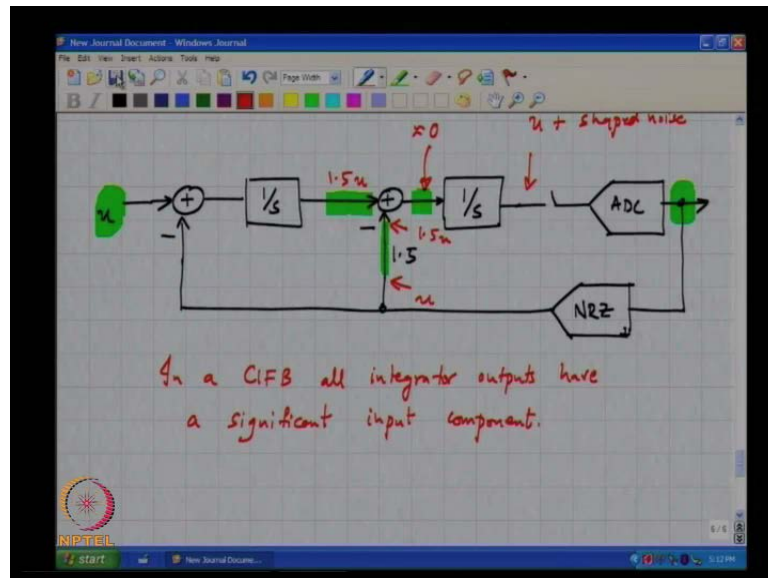 New Journal Document - Windows Journal
File Edit View Insert Actions Tools Help
Page Width
B I
≈0
u + shaped noise
u
+
1/s
1.5u
+
1/s
ADC
-
-
1.5u
1.5
u
NRZ
In a CIFB all integrator outputs have
a significant input component.
NPTEL
6/6
start
New Journal Docume...
5:12 PM